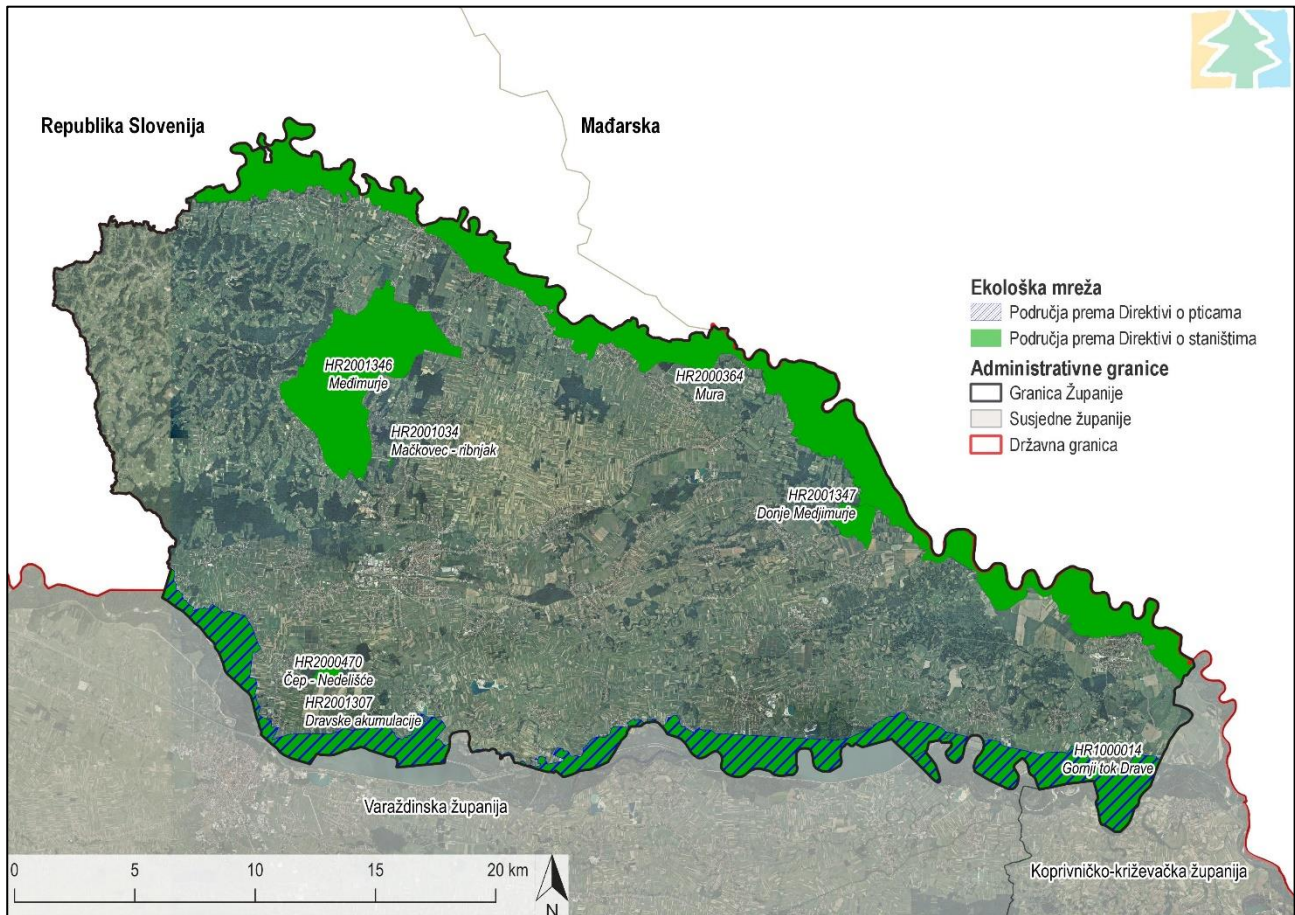 Republika Slovenija
Mađarska
Ekološka mreža
Područja prema Direktivi o pticama
Područja prema Direktivi o staništima
Administrativne granice
Granica Županije
Susjedne županije
Državna granica
HR2001346
Međimurje
HR2000364
Mura
HR2001034
Mačkovec - ribnjak
HR2001347
Donje Medjimurje
HR2000470
Čep - Nedelišće
HR2001307
Dravske akumulacije
HR1000014
Gornji tok Drave
Varaždinska županija
Koprivničko-križevačka županija
0 5 10 15 20 km
N